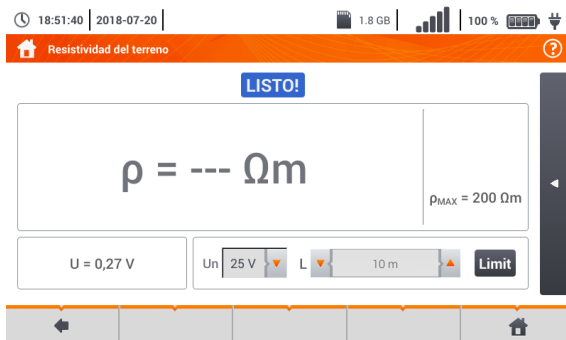 18:51:40 2018-07-20 1.8 GB 100 %
Resistividad del terreno ?
LISTO!
ρ = --- Ωm
ρMAX = 200 Ωm
U = 0,27 V
Un 25 V L 10 m Limit